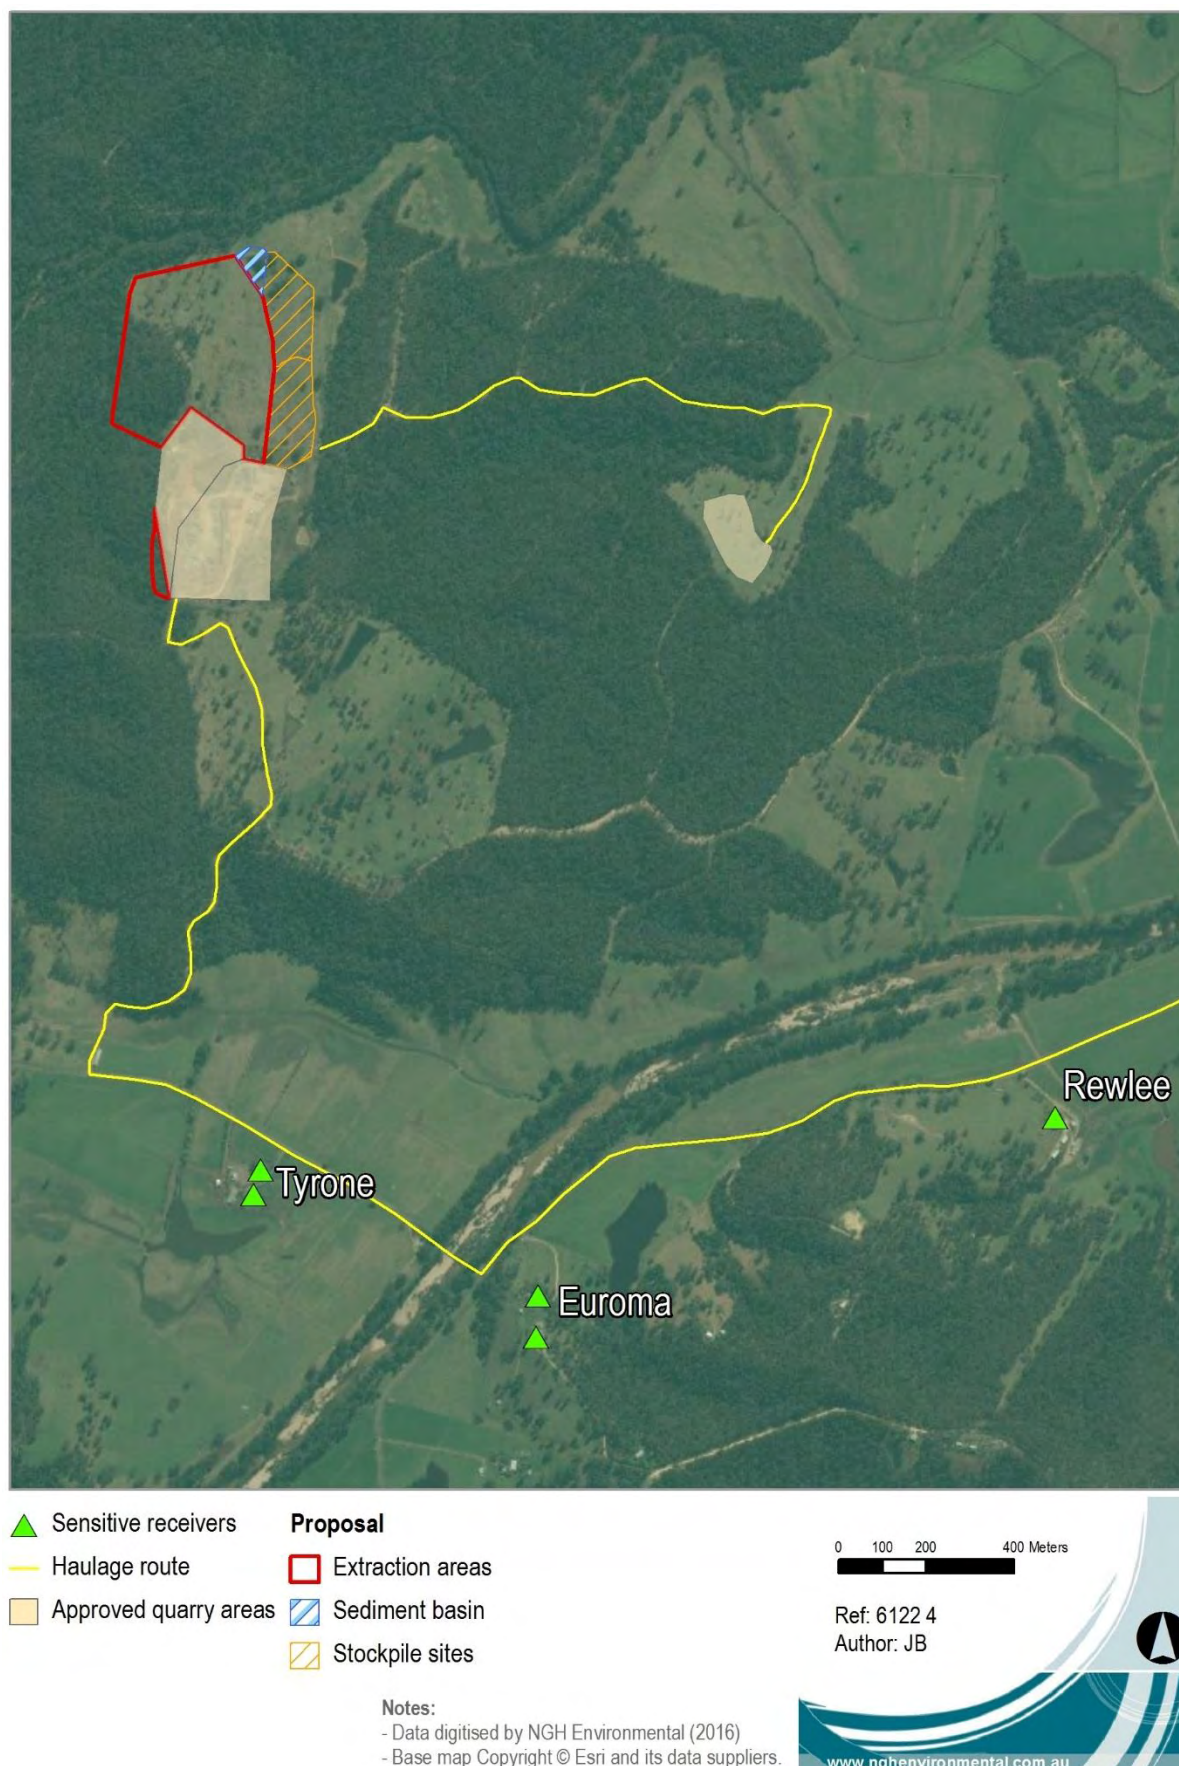 Rewlee
Tyrone
Euroma
Sensitive receivers
Haulage route
Approved quarry areas
Proposal
Extraction areas
Sediment basin
Stockpile sites
0 100 200 400 Meters
Ref: 6122 4
Author: JB
Notes:
- Data digitised by NGH Environmental (2016)
- Base map Copyright © Esri and its data suppliers.
www.nghenvironmental.com.au